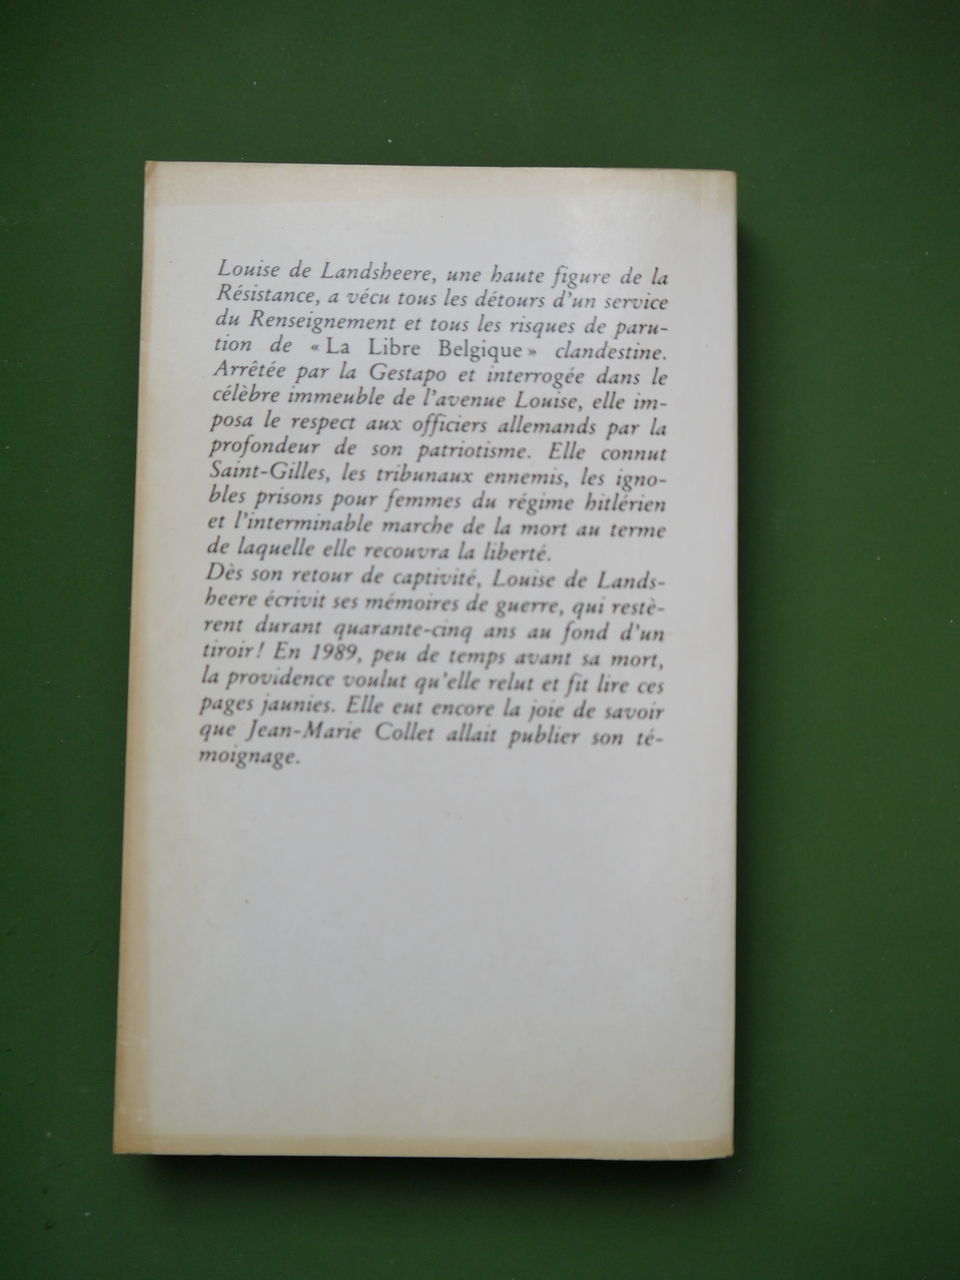 Louise de Landsheere, une haute figure de la
Résistance, a vécu tous les détours d'un service
du Renseignement et tous les risques de paru-
tion de « La Libre Belgique » clandestine.
Arrêtée par la Gestapo et interrogée dans le
célèbre immeuble de l'avenue Louise, elle im-
posa le respect aux officiers allemands par la
profondeur de son patriotisme. Elle connut
Saint-Gilles, les tribunaux ennemis, les igno-
bles prisons pour femmes du régime hitlérien
et l'interminable marche de la mort au terme
de laquelle elle recouvra la liberté.
Dès son retour de captivité, Louise de Lands-
heere écrivit ses mémoires de guerre, qui restè-
rent durant quarante-cinq ans au fond d'un
tiroir! En 1989, peu de temps avant sa mort,
la providence voulut qu'elle relut et fit lire ces
pages jaunies. Elle eut encore la joie de savoir
que Jean-Marie Collet allait publier son té-
moignage.